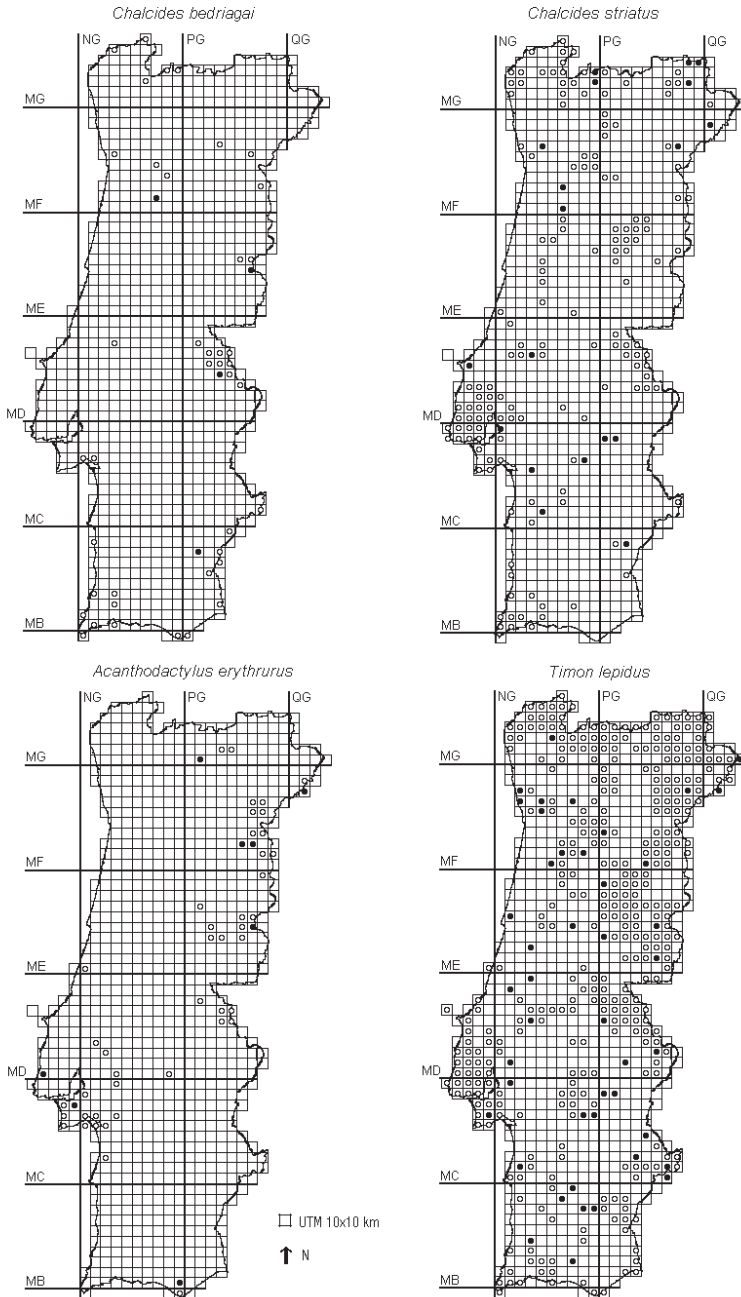 Chalcides bedriagai
NG PG QG
MG
MF
ME
MD
MC
MB
Chalcides striatus
NG PG QG
MG
MF
ME
MD
MC
MB
Acanthodactylus erythrurus
NG PG QG
MG
MF
ME
MD
MC
MB
UTM 10x10 km
N
Timon lepidus
NG PG QG
MG
MF
ME
MD
MC
MB